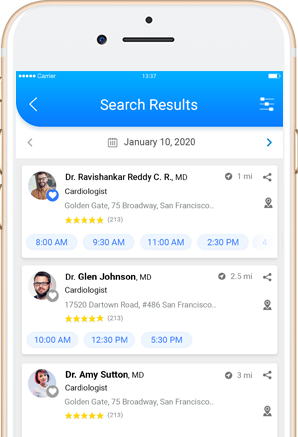 Carrier 13:37
Search Results
January 10, 2020
Dr. Ravishankar Reddy C. R., MD 1 mi
Cardiologist
Golden Gate, 75 Broadway, San Francisco..
(213)
8:00 AM 9:30 AM 11:00 AM 2:30 PM 4
Dr. Glen Johnson, MD 2.5 mi
Cardiologist
17520 Dartown Road, #486 San Francisco..
(213)
10:00 AM 12:30 PM 5:30 PM
Dr. Amy Sutton, MD 3 mi
Cardiologist
Golden Gate, 75 Broadway, San Francisco..
(213)